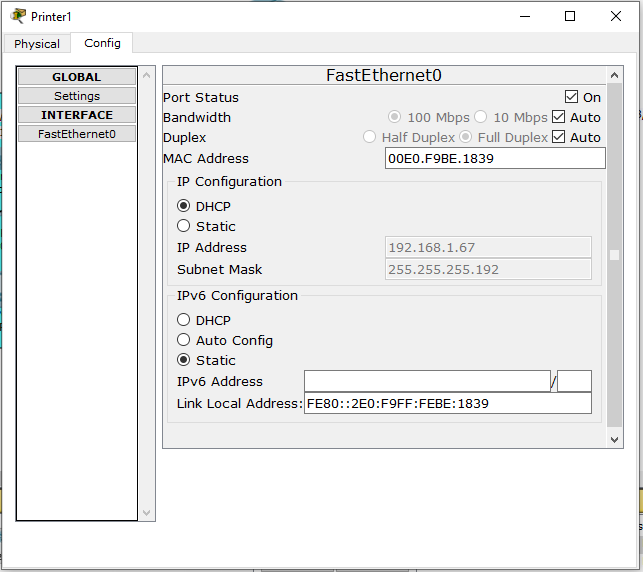 Printer1
Physical Config
GLOBAL
Settings
INTERFACE
FastEthernet0
FastEthernet0
Port Status On
Bandwidth 100 Mbps 10 Mbps Auto
Duplex Half Duplex Full Duplex Auto
MAC Address 00E0.F9BE.1839
IP Configuration
DHCP
Static
IP Address 192.168.1.67
Subnet Mask 255.255.255.192
IPv6 Configuration
DHCP
Auto Config
Static
IPv6 Address /
Link Local Address: FE80::2E0:F9FF:FEBE:1839